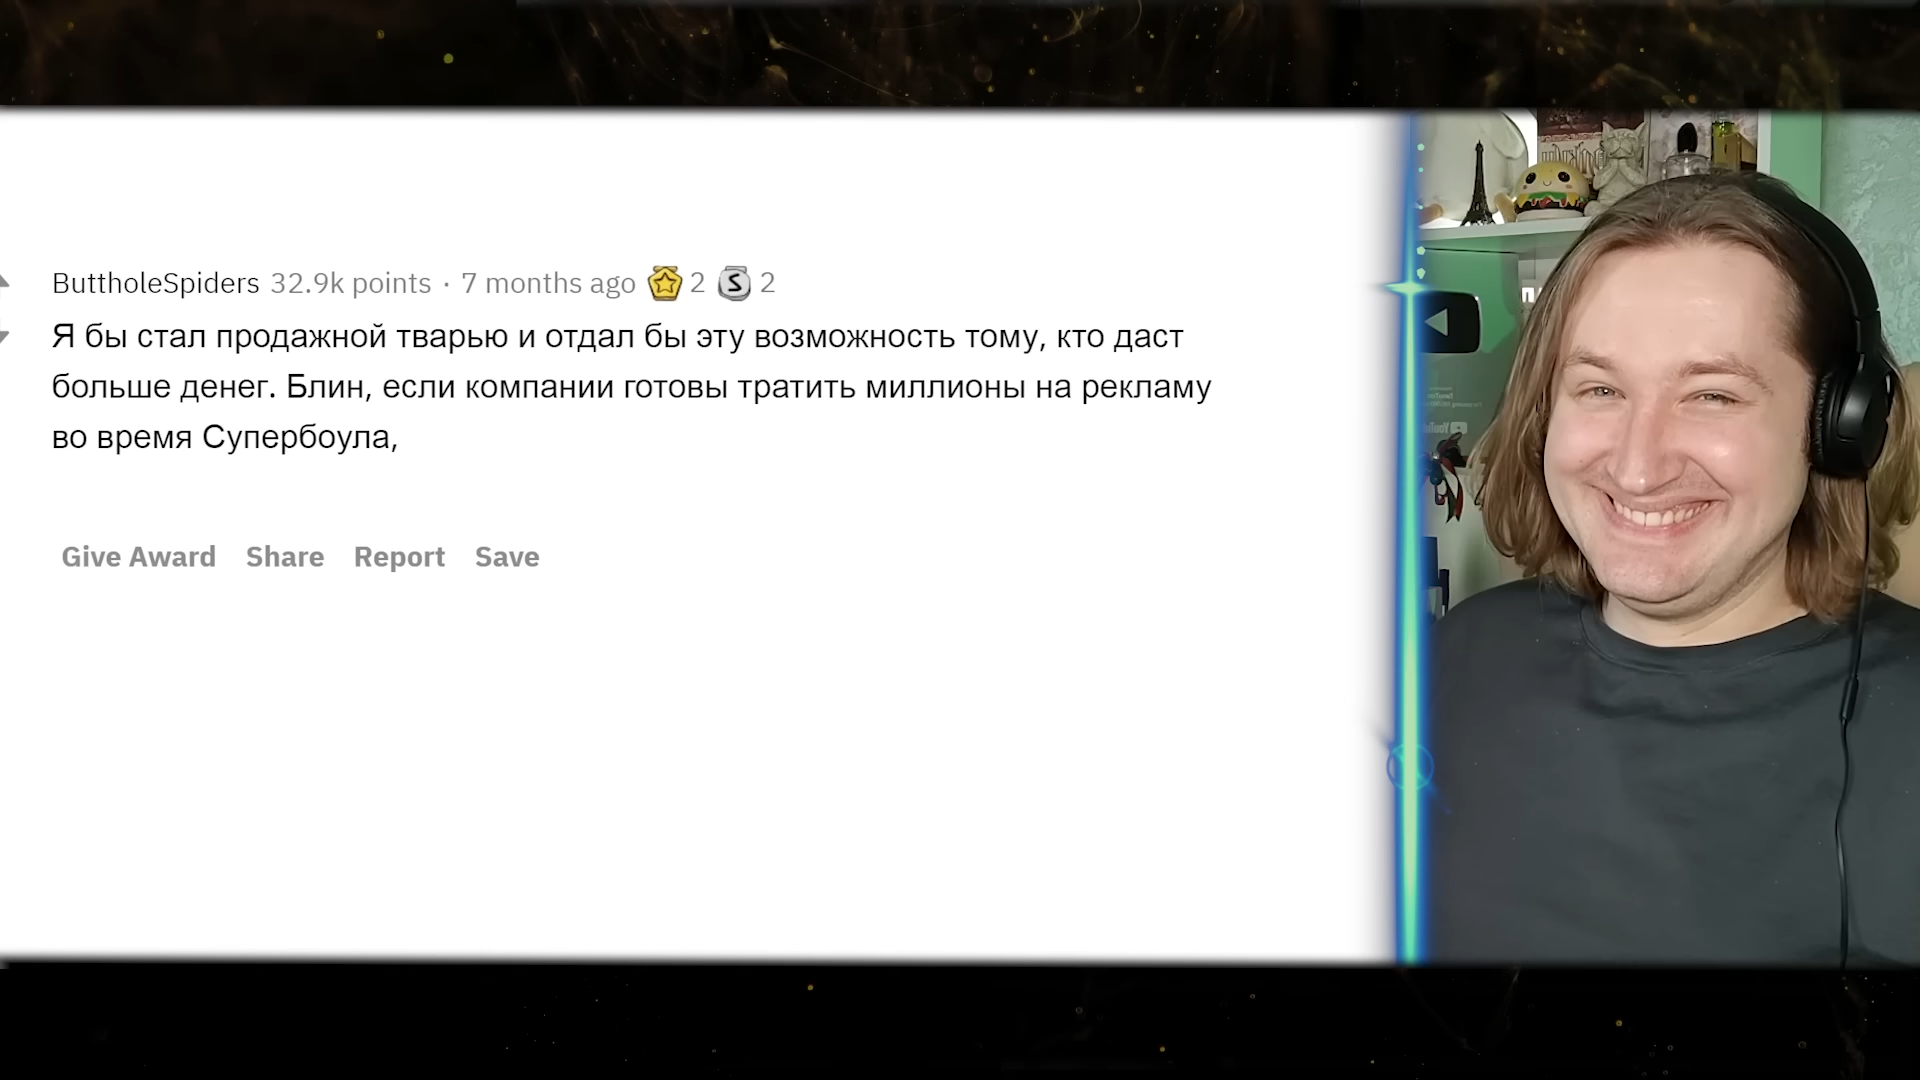 ButtholeSpiders 32.9k points · 7 months ago 2 S 2
Я бы стал продажной тварью и отдал бы эту возможность тому, кто даст
больше денег. Блин, если компании готовы тратить миллионы на рекламу
во время Супербоула,
Give Award Share Report Save